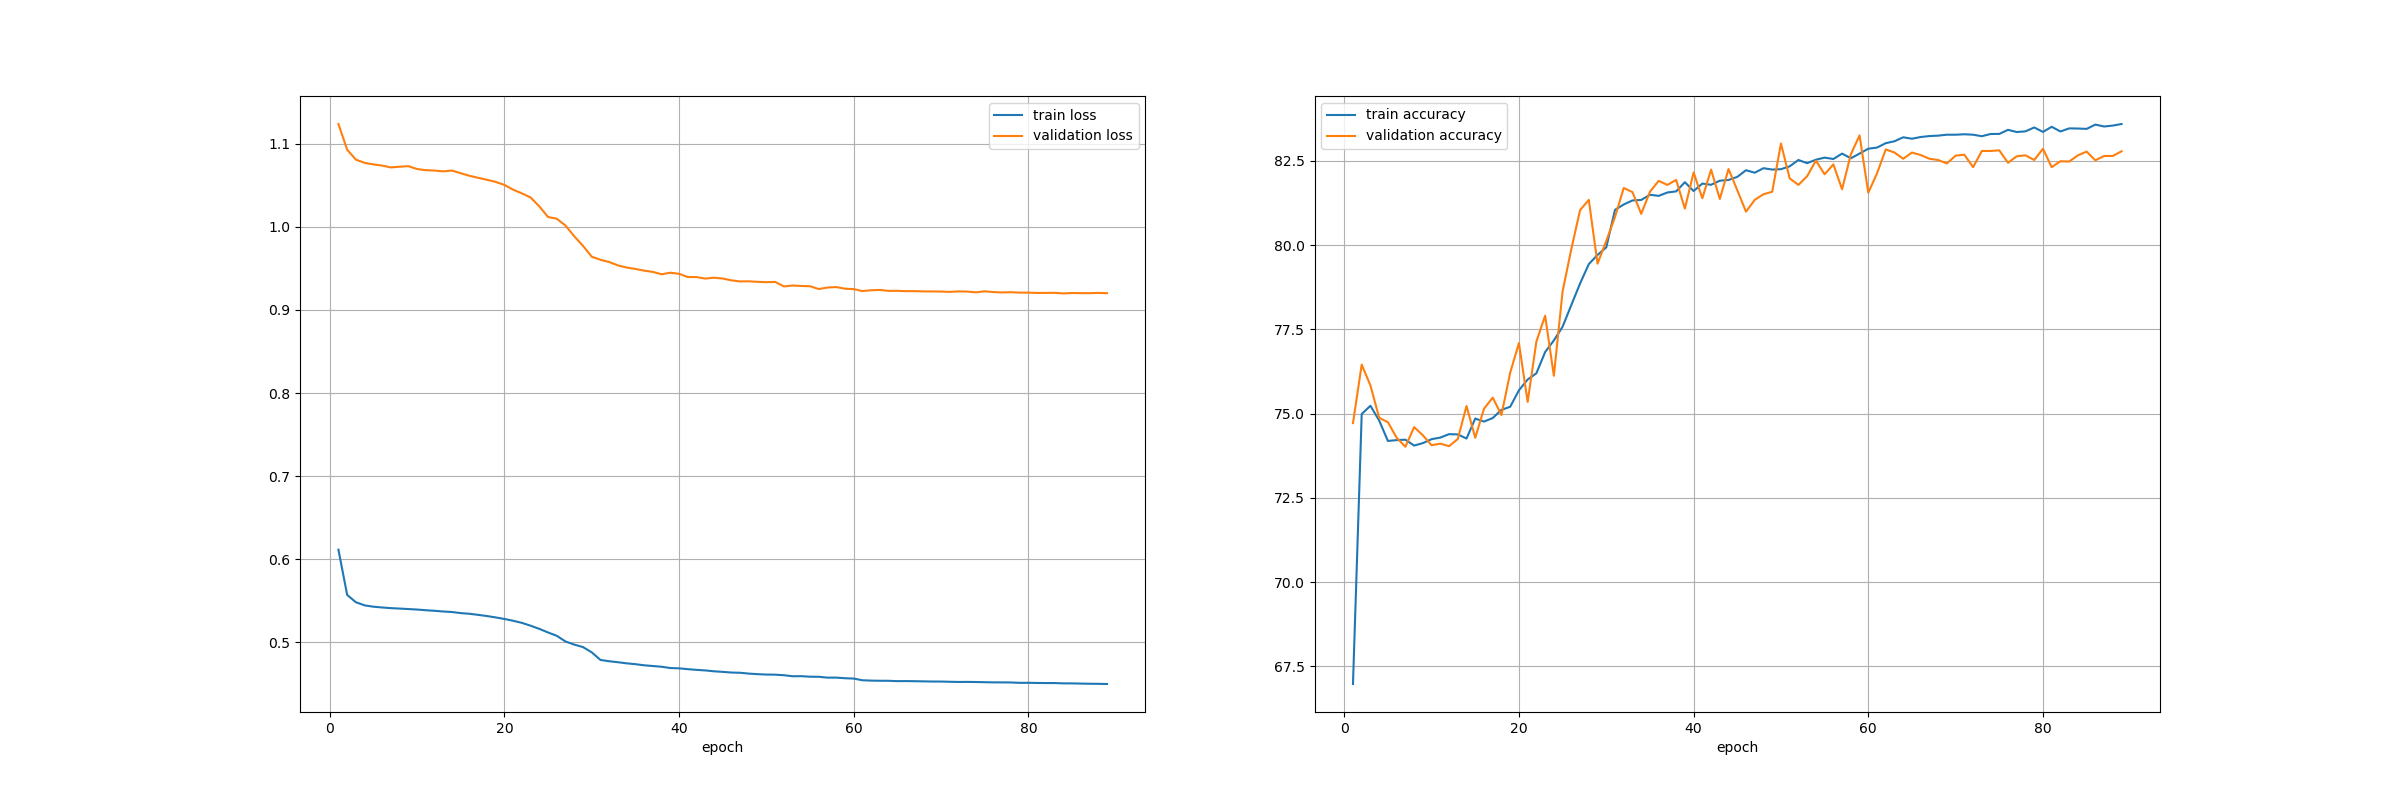 train loss
validation loss
1.1
1.0
0.9
0.8
0.7
0.6
0.5
0 20 40 60 80
epoch
train accuracy
validation accuracy
82.5
80.0
77.5
75.0
72.5
70.0
67.5
0 20 40 60 80
epoch